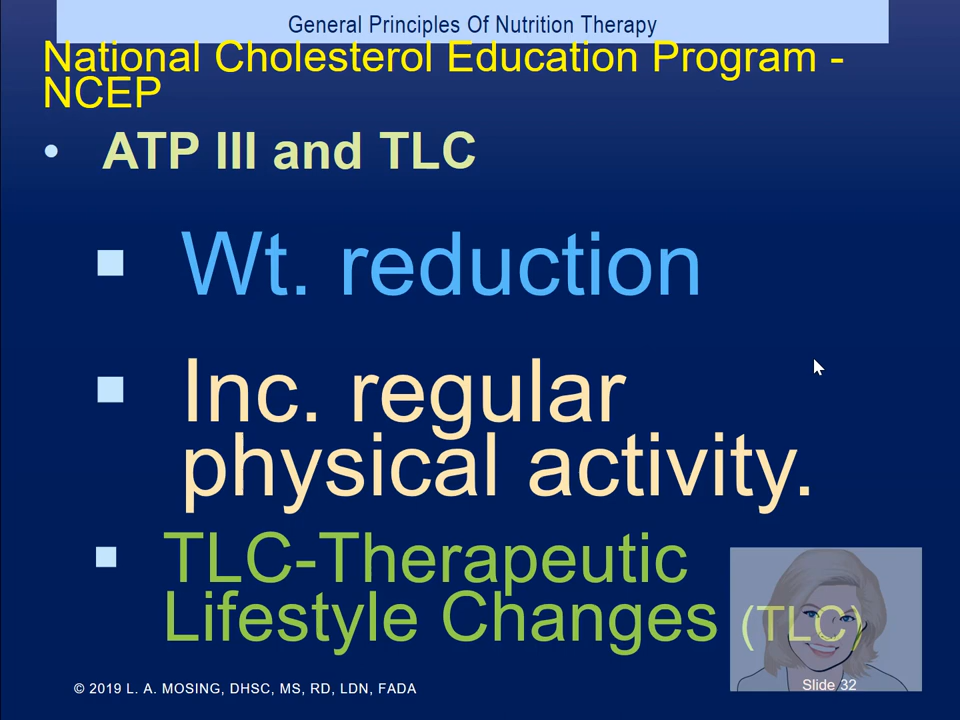 General Principles Of Nutrition Therapy
National Cholesterol Education Program -
NCEP
• ATP III and TLC
▪ Wt. reduction
▪ Inc. regular
physical activity.
▪ TLC-Therapeutic
Lifestyle Changes (TLC)
© 2019 L. A. MOSING, DHSC, MS, RD, LDN, FADA
Slide 32